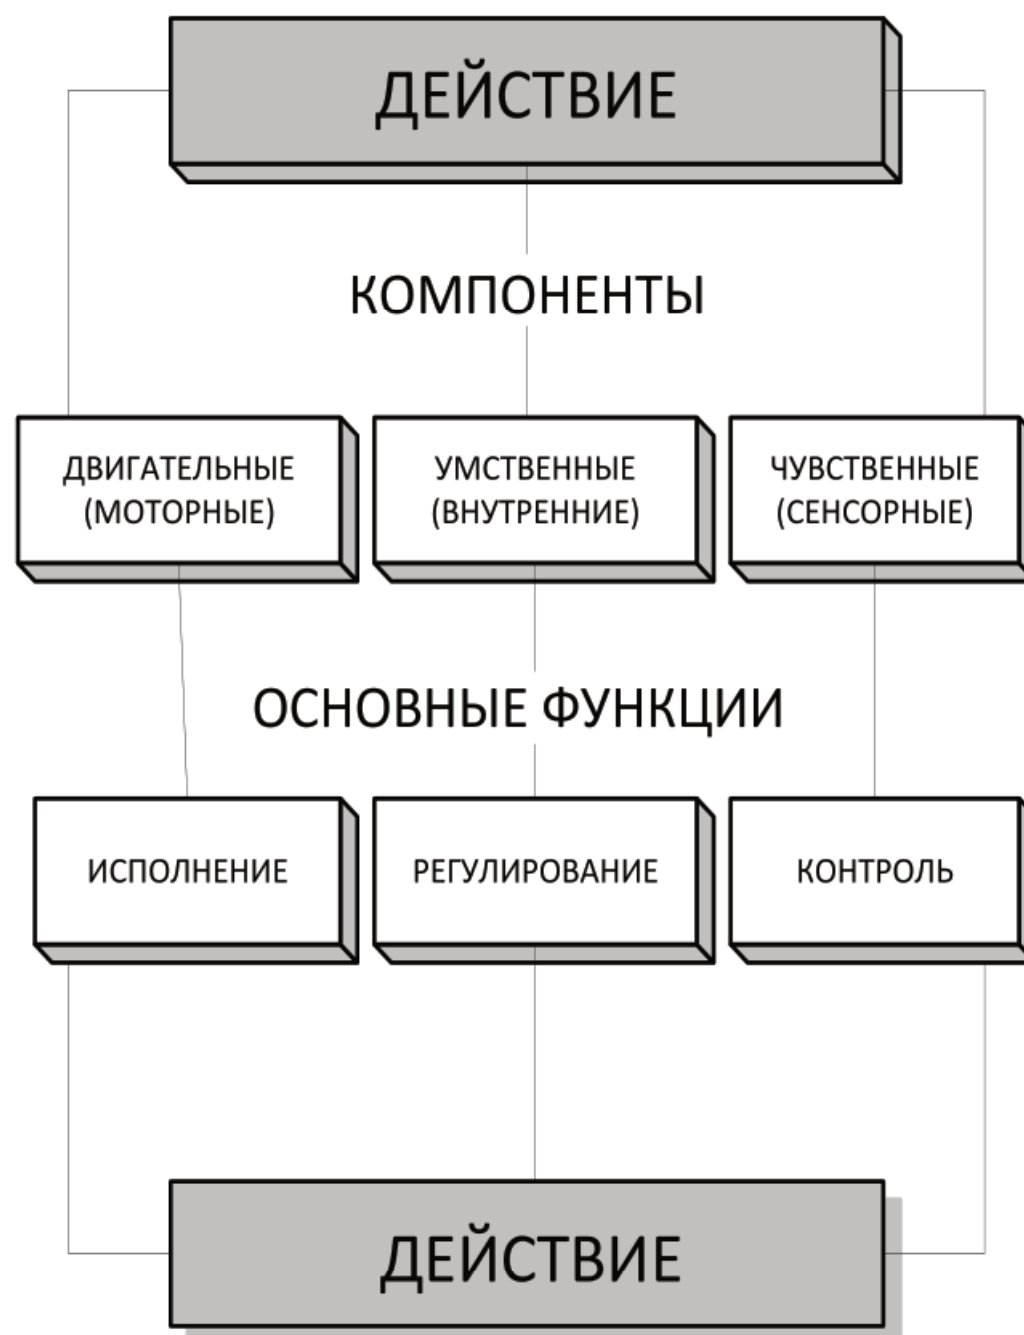 ДЕЙСТВИЕ
КОМПОНЕНТЫ
ДВИГАТЕЛЬНЫЕ
(МОТОРНЫЕ)
УМСТВЕННЫЕ
(ВНУТРЕННИЕ)
ЧУВСТВЕННЫЕ
(СЕНСОРНЫЕ)
ОСНОВНЫЕ ФУНКЦИИ
ИСПОЛНЕНИЕ
РЕГУЛИРОВАНИЕ
КОНТРОЛЬ
ДЕЙСТВИЕ